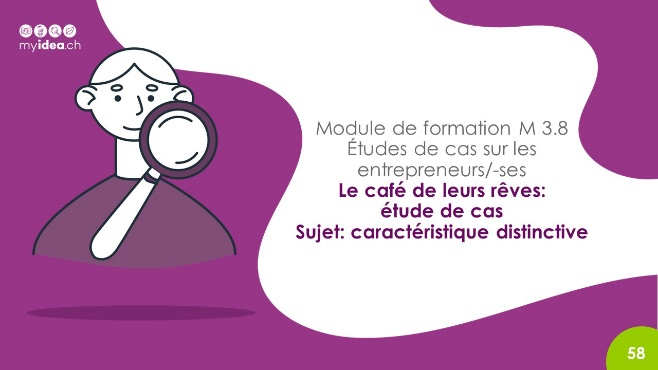 myidea.ch
Module de formation M 3.8
Études de cas sur les
entrepreneurs/-ses
Le café de leurs rêves:
étude de cas
Sujet: caractéristique distinctive
58